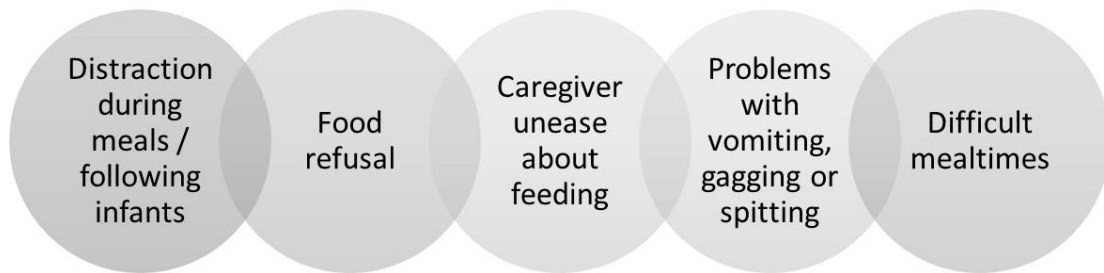 Distraction
during
meals /
following
infants
Food
refusal
Caregiver
unease
about
feeding
Problems
with
vomiting,
gagging or
spitting
Difficult
mealtimes